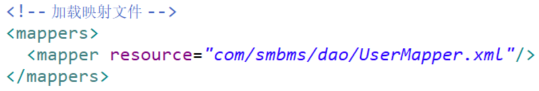 <!-- 加载映射文件 -->
<mappers>
<mapper resource="com/smbms/dao/UserMapper.xml"/>
</mappers>